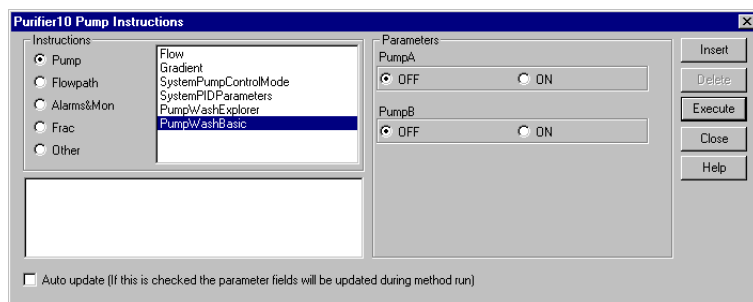 Purifier10 Pump Instructions
Instructions
Pump
Flowpath
Alarms&Mon
Frac
Other
Flow
Gradient
SystemPumpControlMode
SystemPIDParameters
PumpWashExplorer
PumpWashBasic
Parameters
PumpA
OFF ON
PumpB
OFF ON
Insert
Delete
Execute
Close
Help
Auto update (If this is checked the parameter fields will be updated during method run)